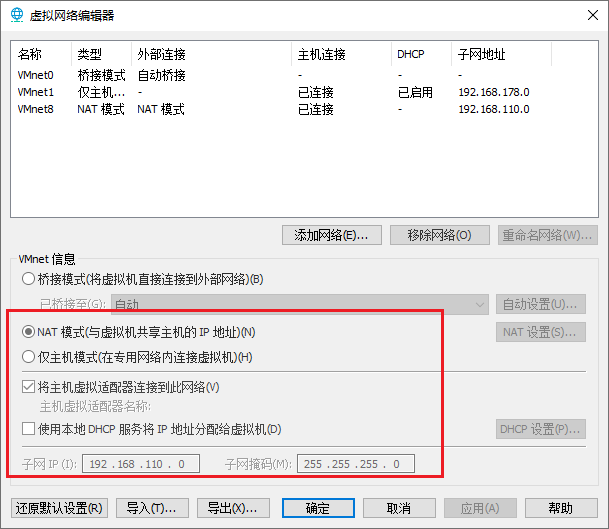 虚拟网络编辑器
名称 类型 外部连接 主机连接 DHCP 子网地址
VMnet0 桥接模式 自动桥接 - - -
VMnet1 仅主机... - 已连接 已启用 192.168.178.0
VMnet8 NAT 模式 NAT 模式 已连接 - 192.168.110.0
添加网络(E)... 移除网络(O) 重命名网络(W)...
VMnet 信息
桥接模式(将虚拟机直接连接到外部网络)(B)
已桥接至(G): 自动 自动设置(U)...
NAT 模式(与虚拟机共享主机的 IP 地址)(N) NAT 设置(S)...
仅主机模式(在专用网络内连接虚拟机)(H)
将主机虚拟适配器连接到此网络(V)
主机虚拟适配器名称:
使用本地 DHCP 服务将 IP 地址分配给虚拟机(D) DHCP 设置(P)...
子网 IP (I): 192 .168 .110 . 0 子网掩码(M): 255 .255 .255 . 0
还原默认设置(R) 导入(T)... 导出(X)... 确定 取消 应用(A) 帮助